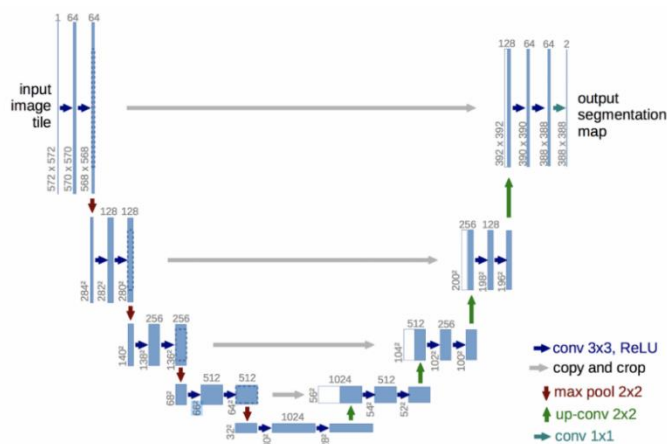 1 64 64
128 64 64 2
input
image
tile
output
segmentation
map
572 x 572
570 x 570
568 x 568
392 x 392
390 x 390
388 x 388
388 x 388
128 128
256 128
284²
282²
280²
200²
198²
196²
256 256
512 256
140²
138²
136²
104²
102²
100²
512 512
1024 512
68²
66²
64²
56²
54²
52²
1024
32²
conv 3x3, ReLU
copy and crop
max pool 2x2
up-conv 2x2
conv 1x1